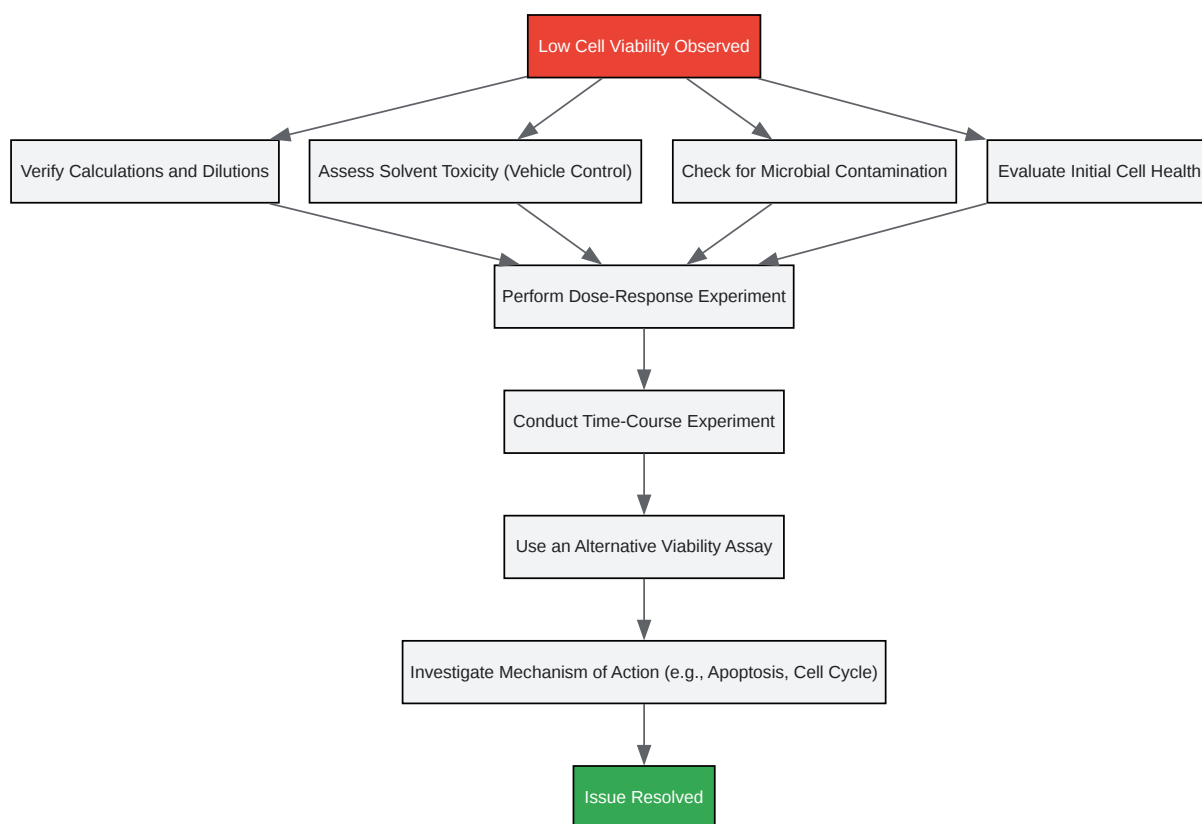 Low Cell Viability Observed
Verify Calculations and Dilutions
Assess Solvent Toxicity (Vehicle Control)
Check for Microbial Contamination
Evaluate Initial Cell Health
Perform Dose-Response Experiment
Conduct Time-Course Experiment
Use an Alternative Viability Assay
Investigate Mechanism of Action (e.g., Apoptosis, Cell Cycle)
Issue Resolved